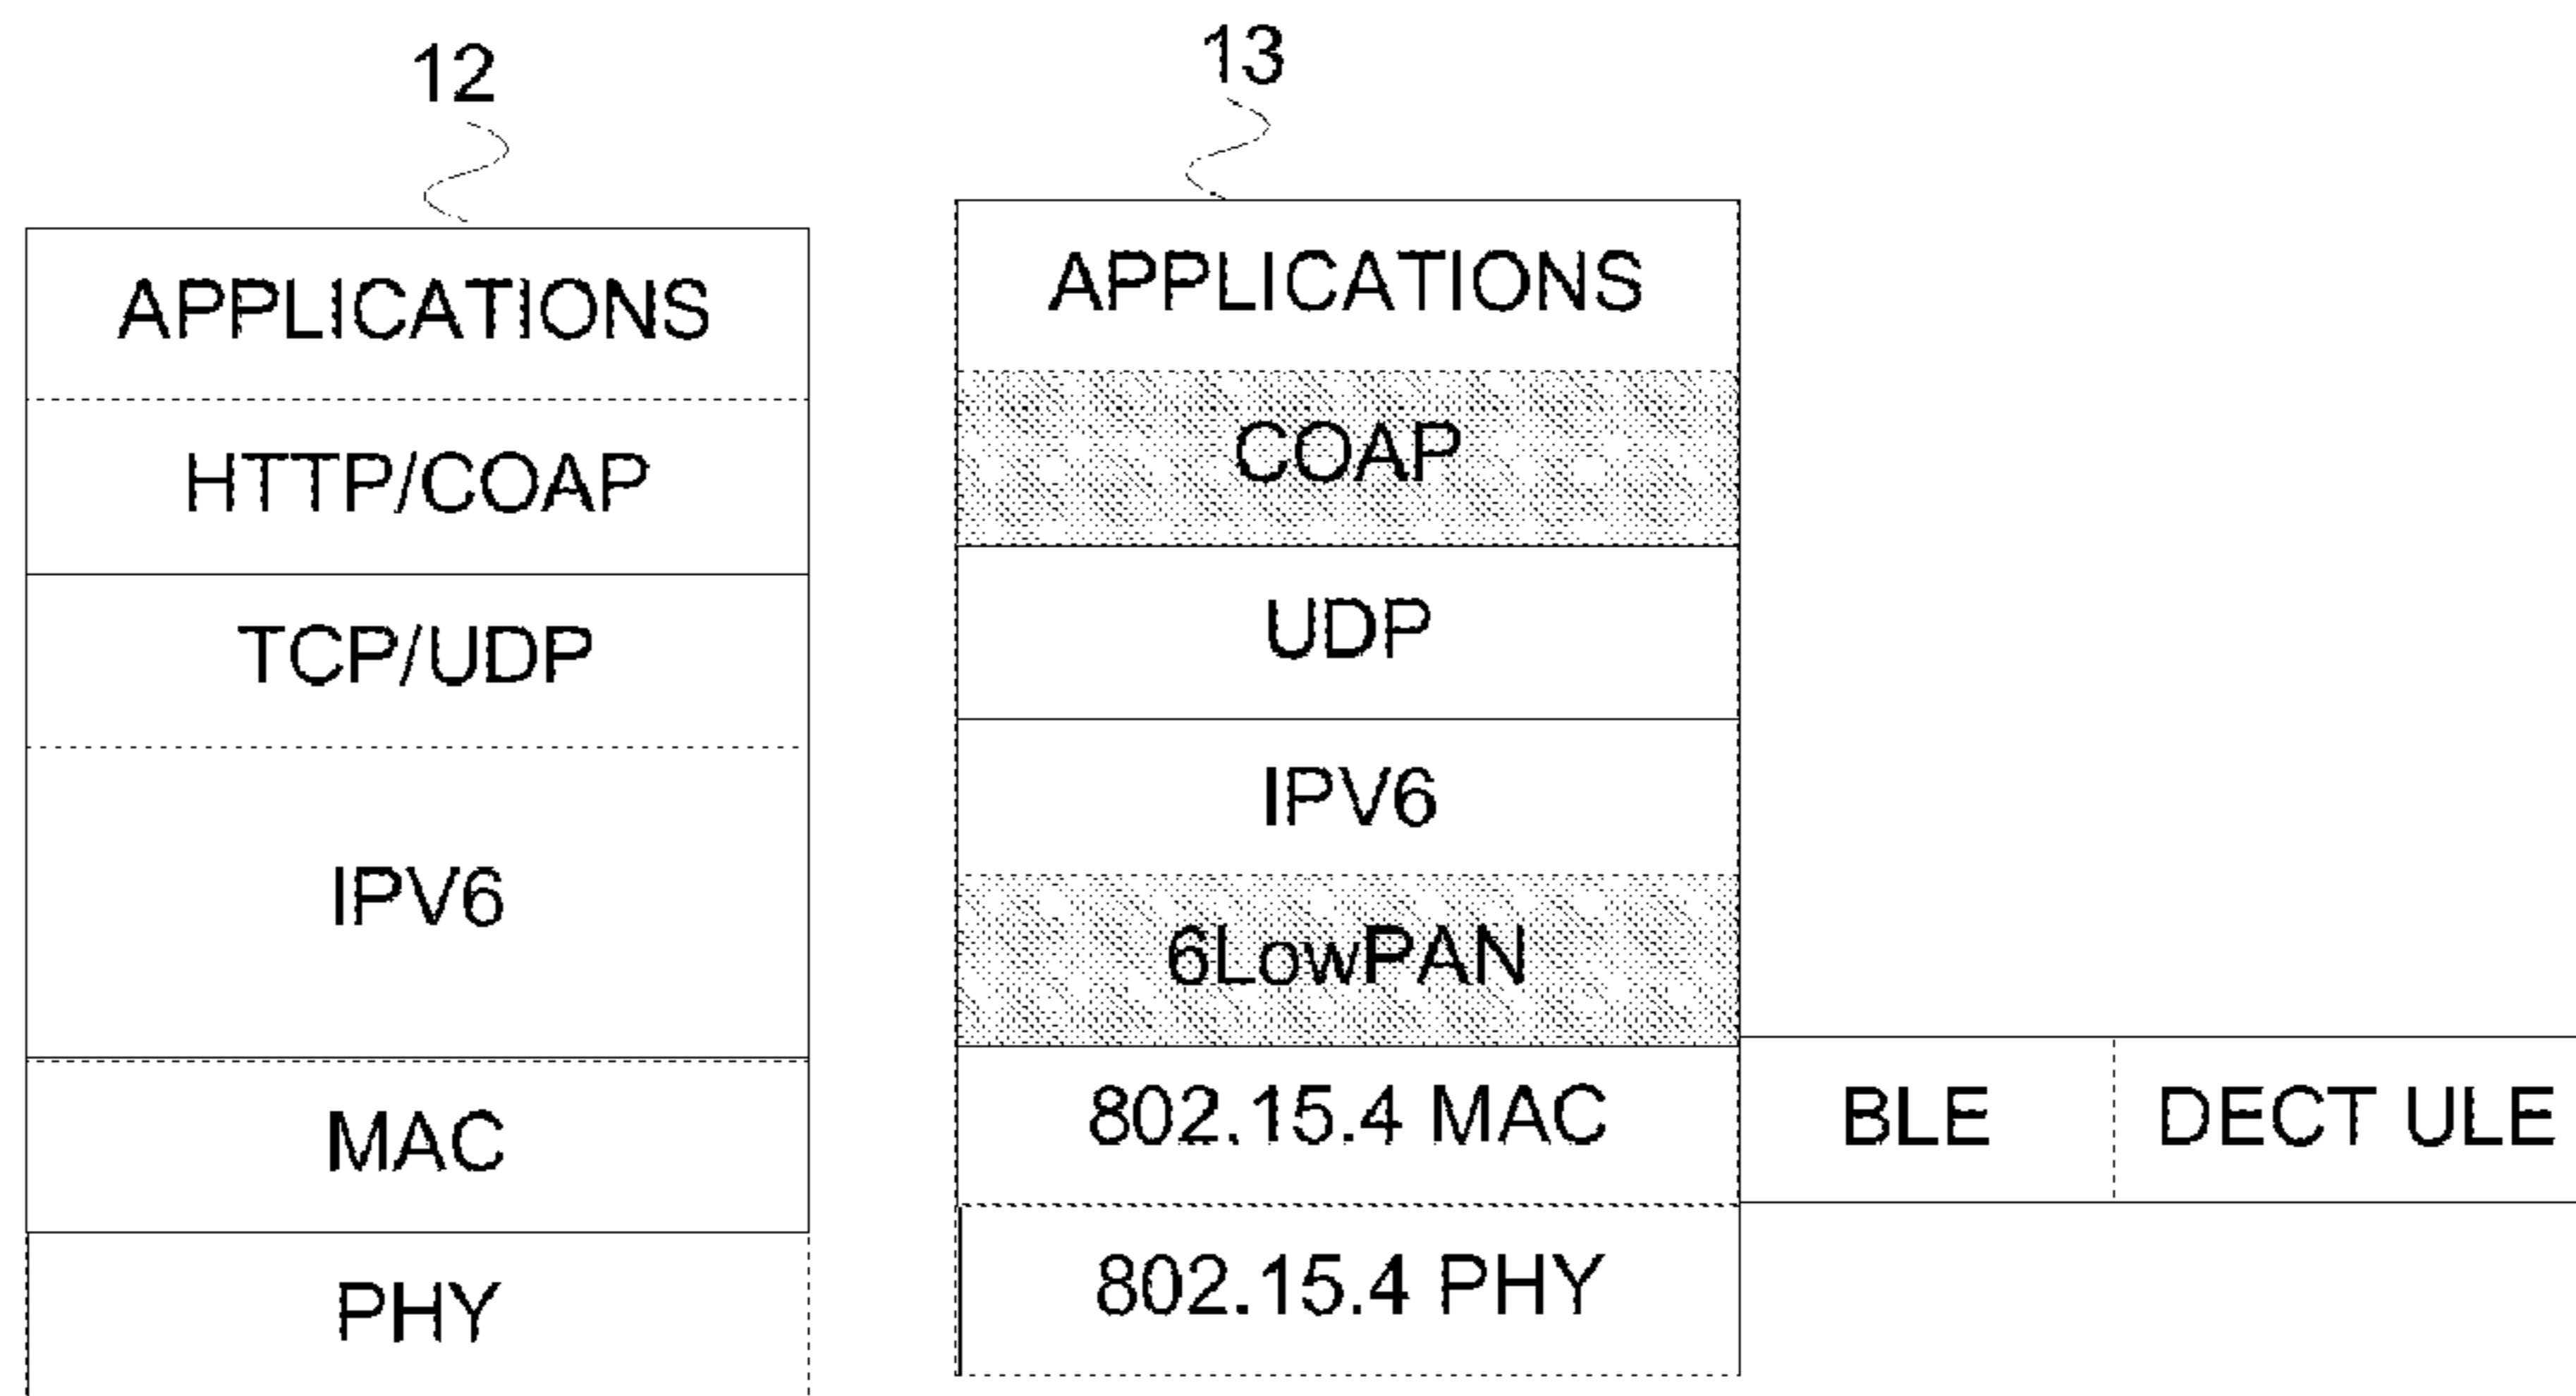 12
APPLICATIONS
HTTP/COAP
TCP/UDP
IPV6
MAC
PHY
13
APPLICATIONS
COAP
UDP
IPV6
6LowPAN
802.15.4 MAC
BLE
DECT ULE
802.15.4 PHY